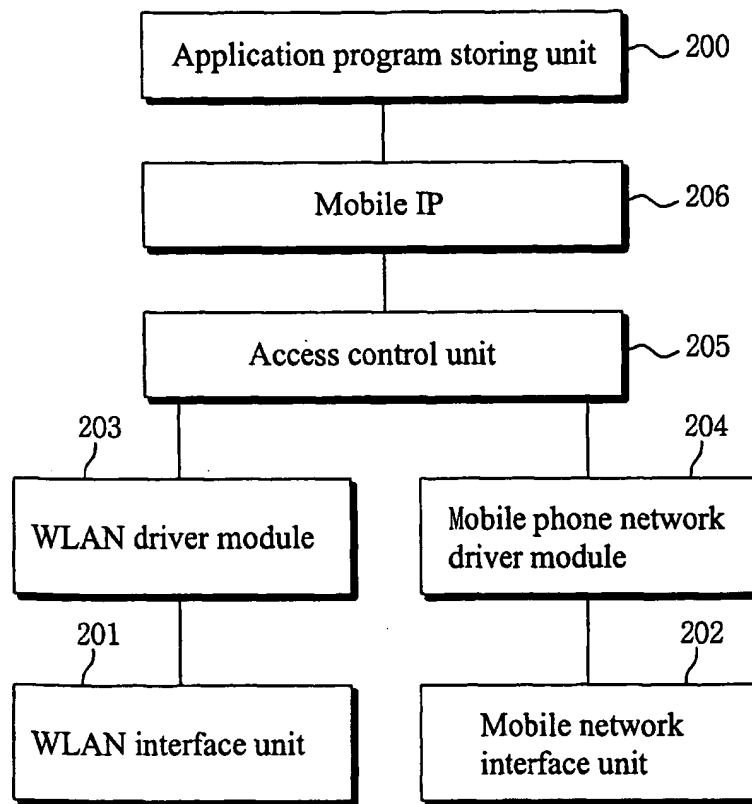 Application program storing unit
200
Mobile IP
206
Access control unit
205
203
204
WLAN driver module
Mobile phone network
driver module
201
202
WLAN interface unit
Mobile network
interface unit